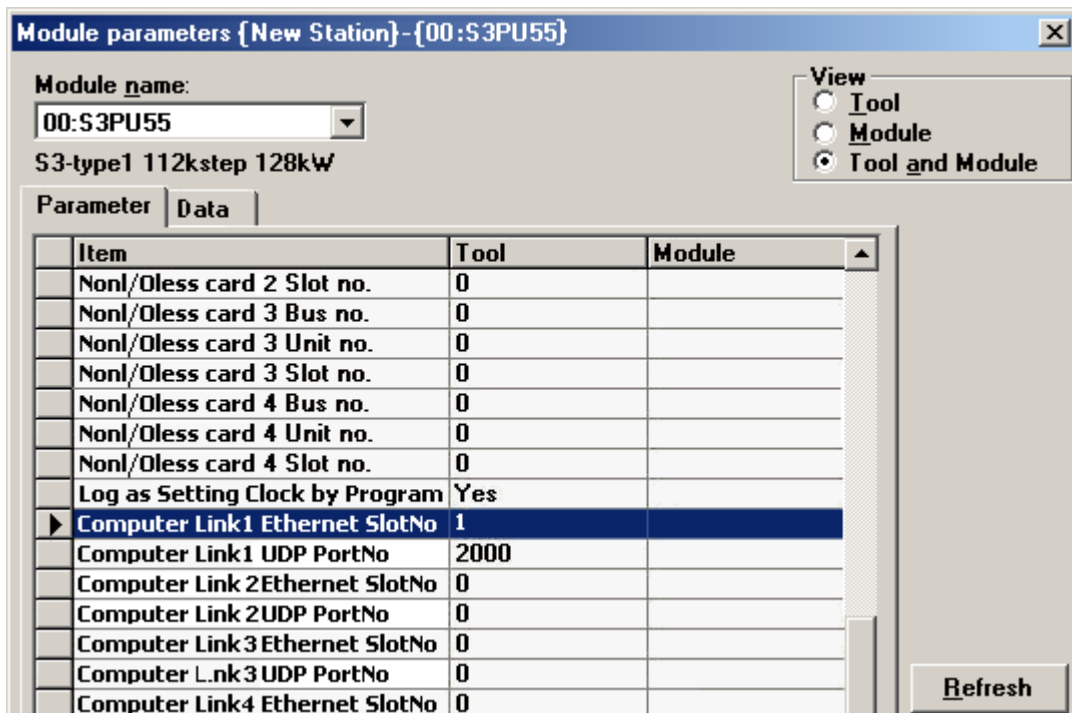 Module parameters {New Station}-{00:S3PU55}
Module name:
00:S3PU55
S3-type1 112kstep 128kW
View
Tool
Module
Tool and Module
Parameter Data
Item Tool Module
NonI/Oless card 2 Slot no. 0
NonI/Oless card 3 Bus no. 0
NonI/Oless card 3 Unit no. 0
NonI/Oless card 3 Slot no. 0
NonI/Oless card 4 Bus no. 0
NonI/Oless card 4 Unit no. 0
NonI/Oless card 4 Slot no. 0
Log as Setting Clock by Program Yes
Computer Link1 Ethernet SlotNo 1
Computer Link1 UDP PortNo 2000
Computer Link 2Ethernet SlotNo 0
Computer Link 2UDP PortNo 0
Computer Link3 Ethernet SlotNo 0
Computer L.nk3 UDP PortNo 0
Computer Link4 Ethernet SlotNo 0
Refresh